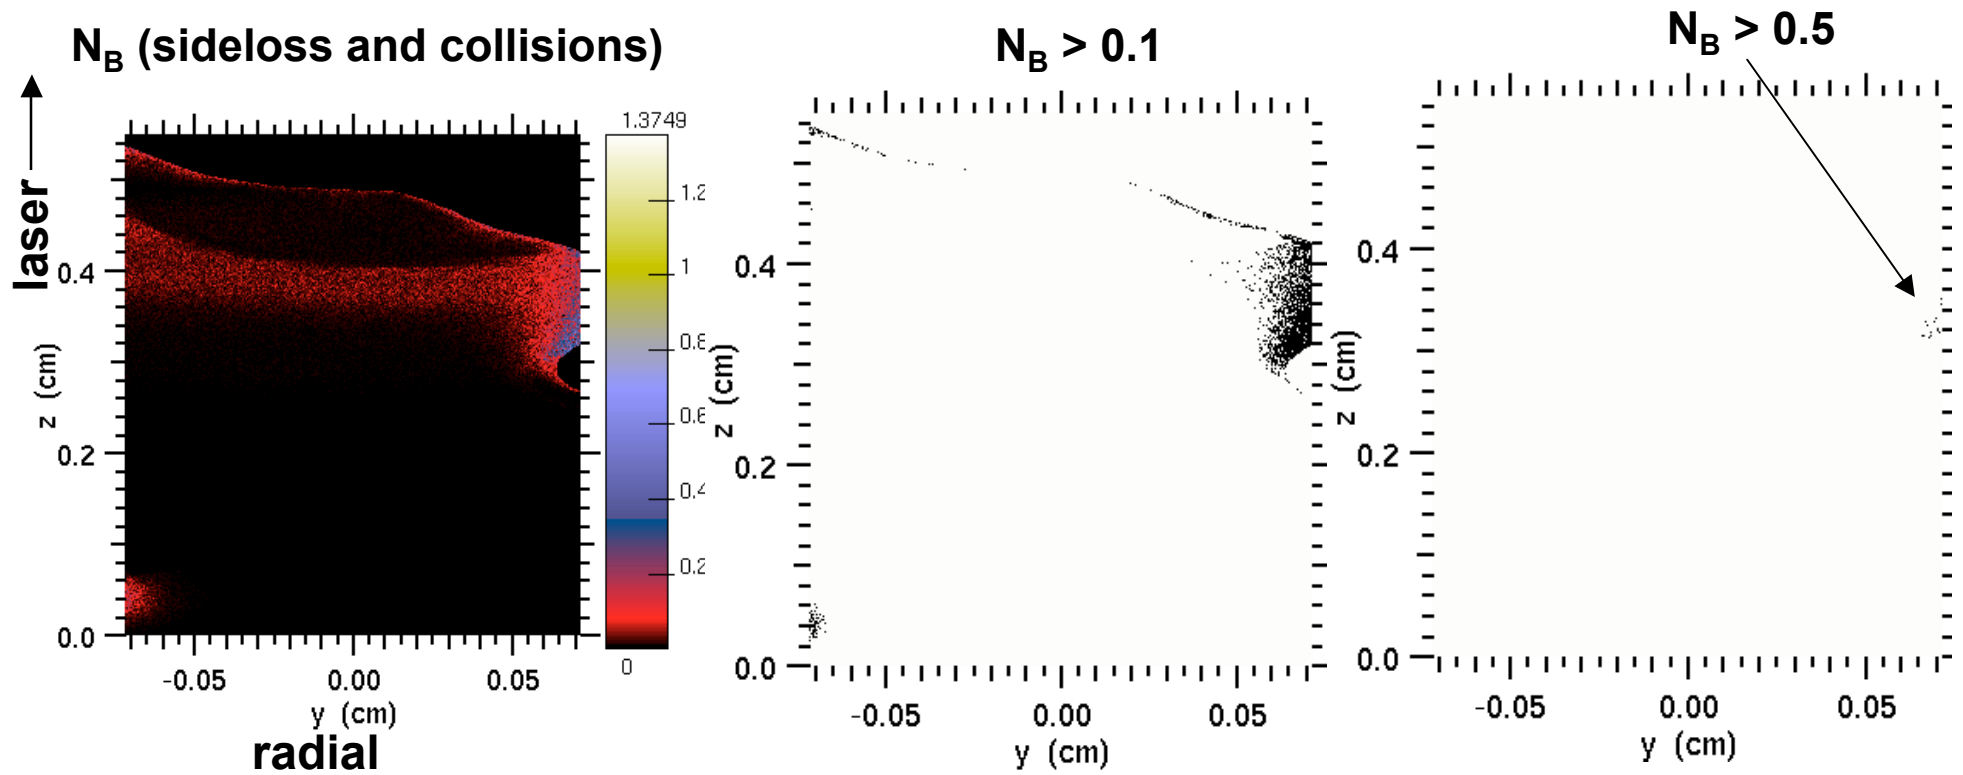 N_B (sideloss and collisions)
N_B > 0.1
N_B > 0.5
laser
1.3749
1.2
1
0.8
0.6
0.4
0.2
0
z (cm)
0.4
0.2
0.0
-0.05 0.00 0.05
y (cm)
radial
z (cm)
0.4
0.2
0.0
-0.05 0.00 0.05
y (cm)
z (cm)
0.4
0.2
0.0
-0.05 0.00 0.05
y (cm)